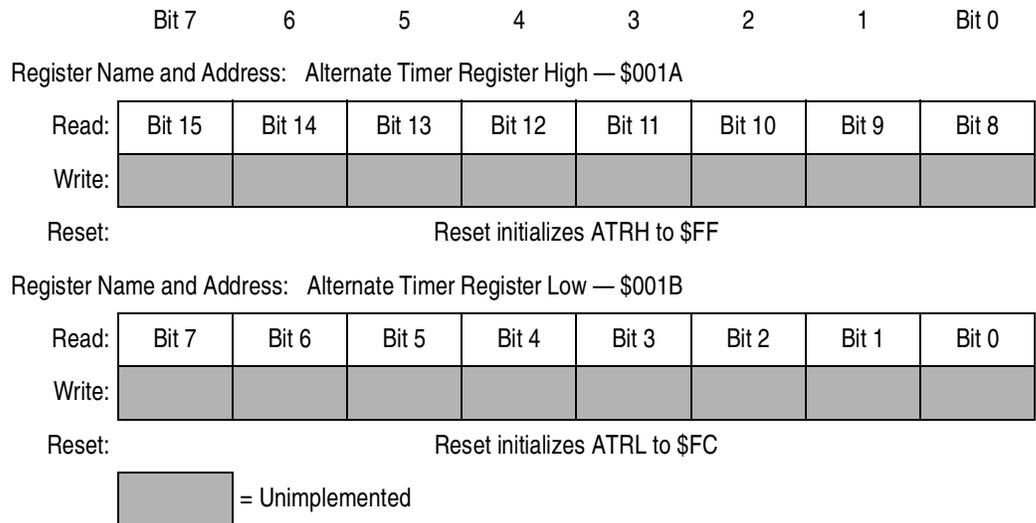 Bit 7 6 5 4 3 2 1 Bit 0
Register Name and Address: Alternate Timer Register High — $001A
Read: Bit 15 Bit 14 Bit 13 Bit 12 Bit 11 Bit 10 Bit 9 Bit 8
Write:
Reset: Reset initializes ATRH to $FF
Register Name and Address: Alternate Timer Register Low — $001B
Read: Bit 7 Bit 6 Bit 5 Bit 4 Bit 3 Bit 2 Bit 1 Bit 0
Write:
Reset: Reset initializes ATRL to $FC
= Unimplemented